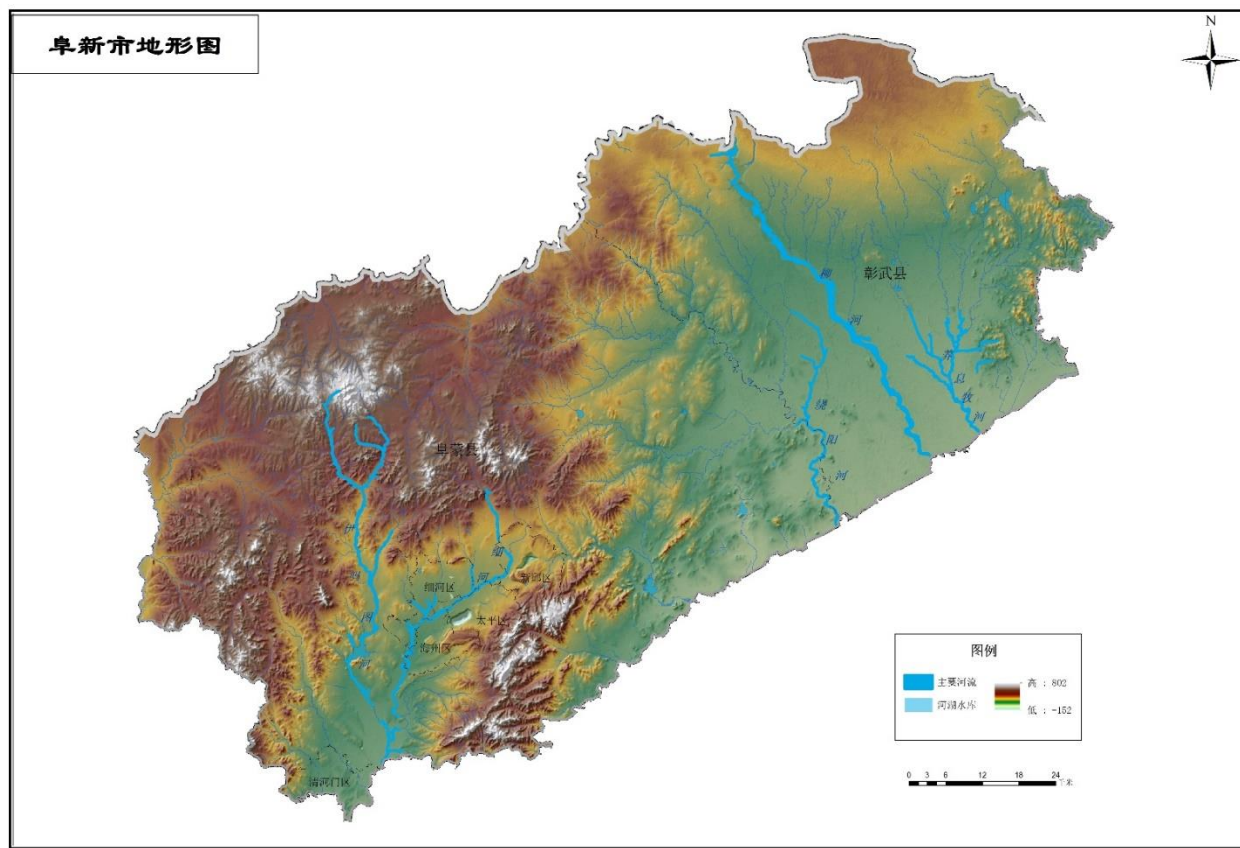 阜新市地形图
N
彰武县
柳
河
养
息
牧
河
绕
阳
河
阜蒙县
伊
吗
图
河
细
河
新邱区
细河区
太平区
海州区
清河门区
图例
主要河流
河湖水库
高 : 802
低 : -152
0 3 6 12 18 24
千米